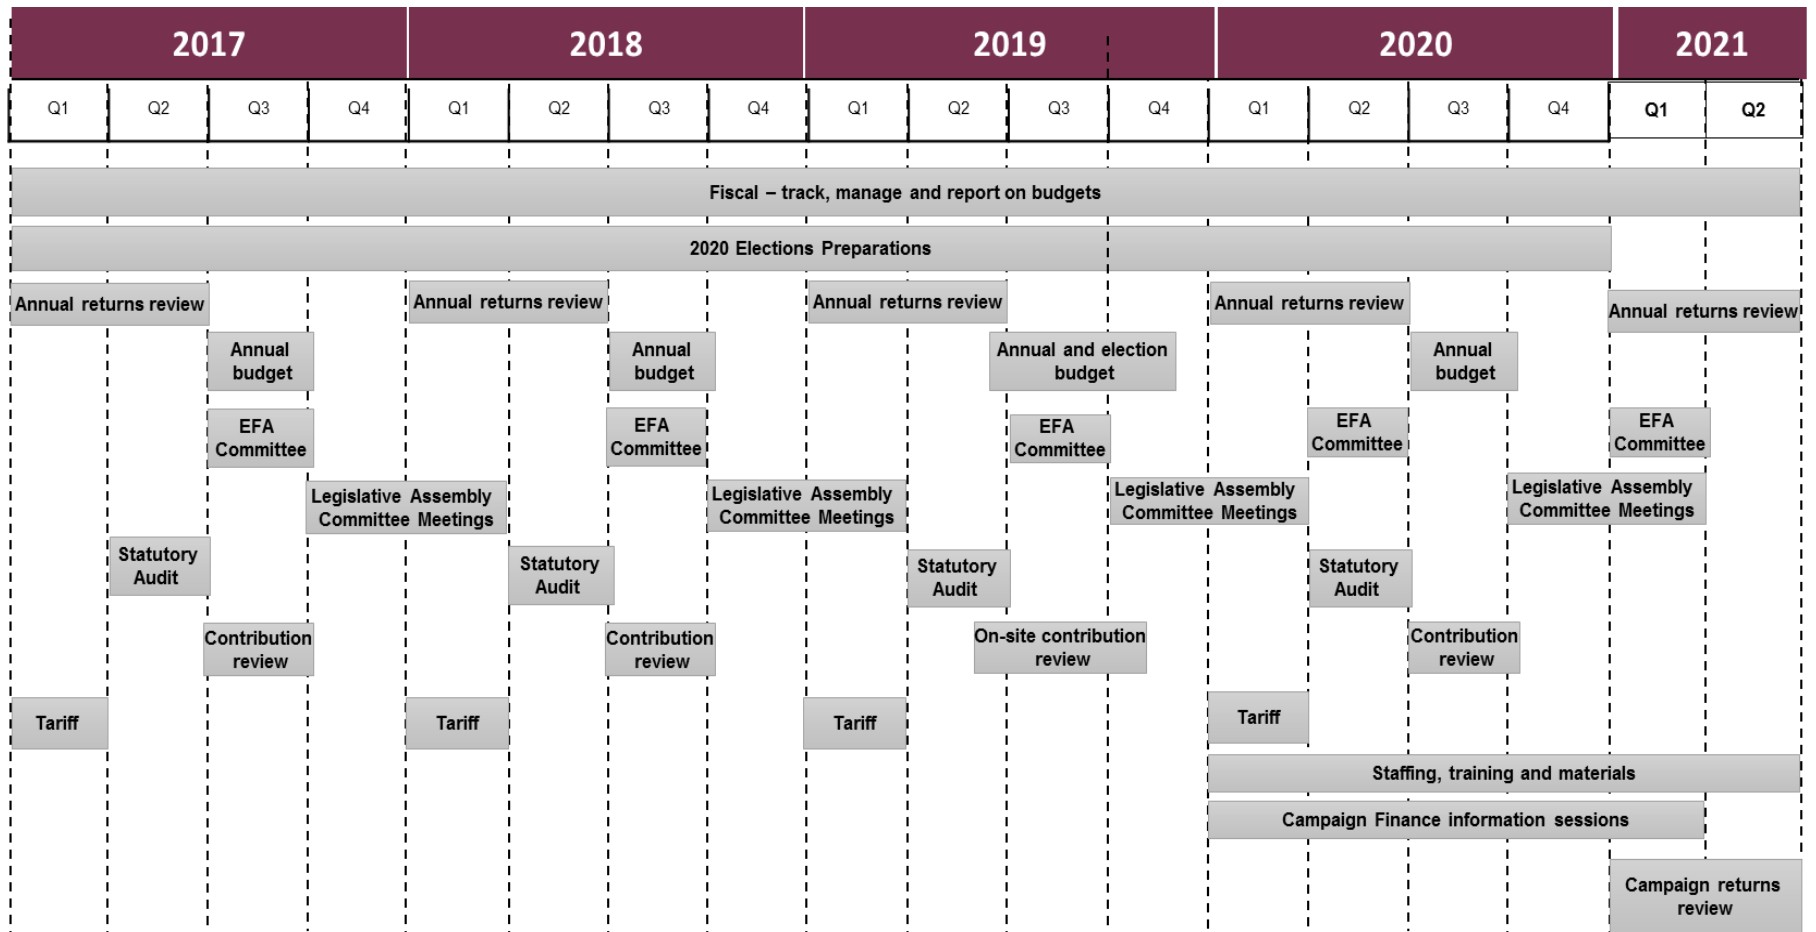 2017 2018 2019 2020 2021
Q1 Q2 Q3 Q4 Q1 Q2 Q3 Q4 Q1 Q2 Q3 Q4 Q1 Q2 Q3 Q4 Q1 Q2
Fiscal – track, manage and report on budgets
2020 Elections Preparations
Annual returns review
Annual returns review
Annual returns review
Annual returns review
Annual returns review
Annual
budget
Annual
budget
Annual and election
budget
Annual
budget
EFA
Committee
EFA
Committee
EFA
Committee
EFA
Committee
EFA
Committee
Legislative Assembly
Committee Meetings
Legislative Assembly
Committee Meetings
Legislative Assembly
Committee Meetings
Legislative Assembly
Committee Meetings
Statutory
Audit
Statutory
Audit
Statutory
Audit
Statutory
Audit
Contribution
review
Contribution
review
On-site contribution
review
Contribution
review
Tariff
Tariff
Tariff
Tariff
Staffing, training and materials
Campaign Finance information sessions
Campaign returns
review